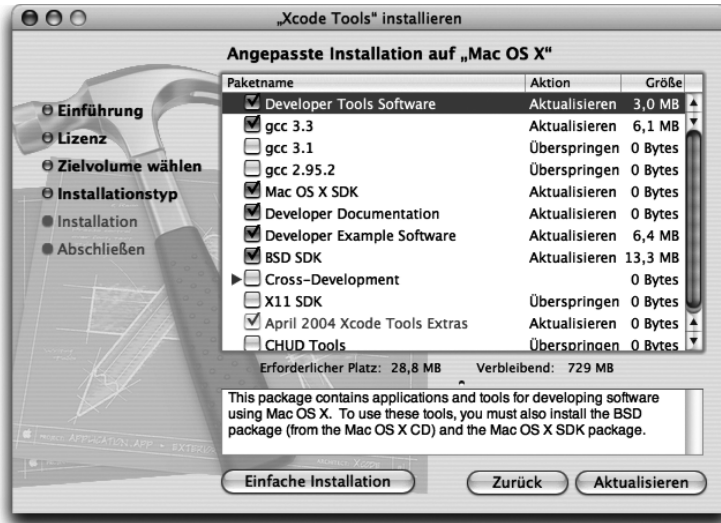 „Xcode Tools“ installieren
Angepasste Installation auf „Mac OS X“
Einführung
Lizenz
Zielvolume wählen
Installationstyp
Installation
Abschließen
Paketname Aktion Größe
Developer Tools Software Aktualisieren 3,0 MB
gcc 3.3 Aktualisieren 6,1 MB
gcc 3.1 Überspringen 0 Bytes
gcc 2.95.2 Überspringen 0 Bytes
Mac OS X SDK Aktualisieren 0 Bytes
Developer Documentation Aktualisieren 0 Bytes
Developer Example Software Aktualisieren 6,4 MB
BSD SDK Aktualisieren 13,3 MB
Cross-Development 0 Bytes
X11 SDK Überspringen 0 Bytes
April 2004 Xcode Tools Extras Aktualisieren 0 Bytes
CHUD Tools Überspringen 0 Bytes
Erforderlicher Platz: 28,8 MB Verbleibend: 729 MB
This package contains applications and tools for developing software
using Mac OS X. To use these tools, you must also install the BSD
package (from the Mac OS X CD) and the Mac OS X SDK package.
Einfache Installation Zurück Aktualisieren